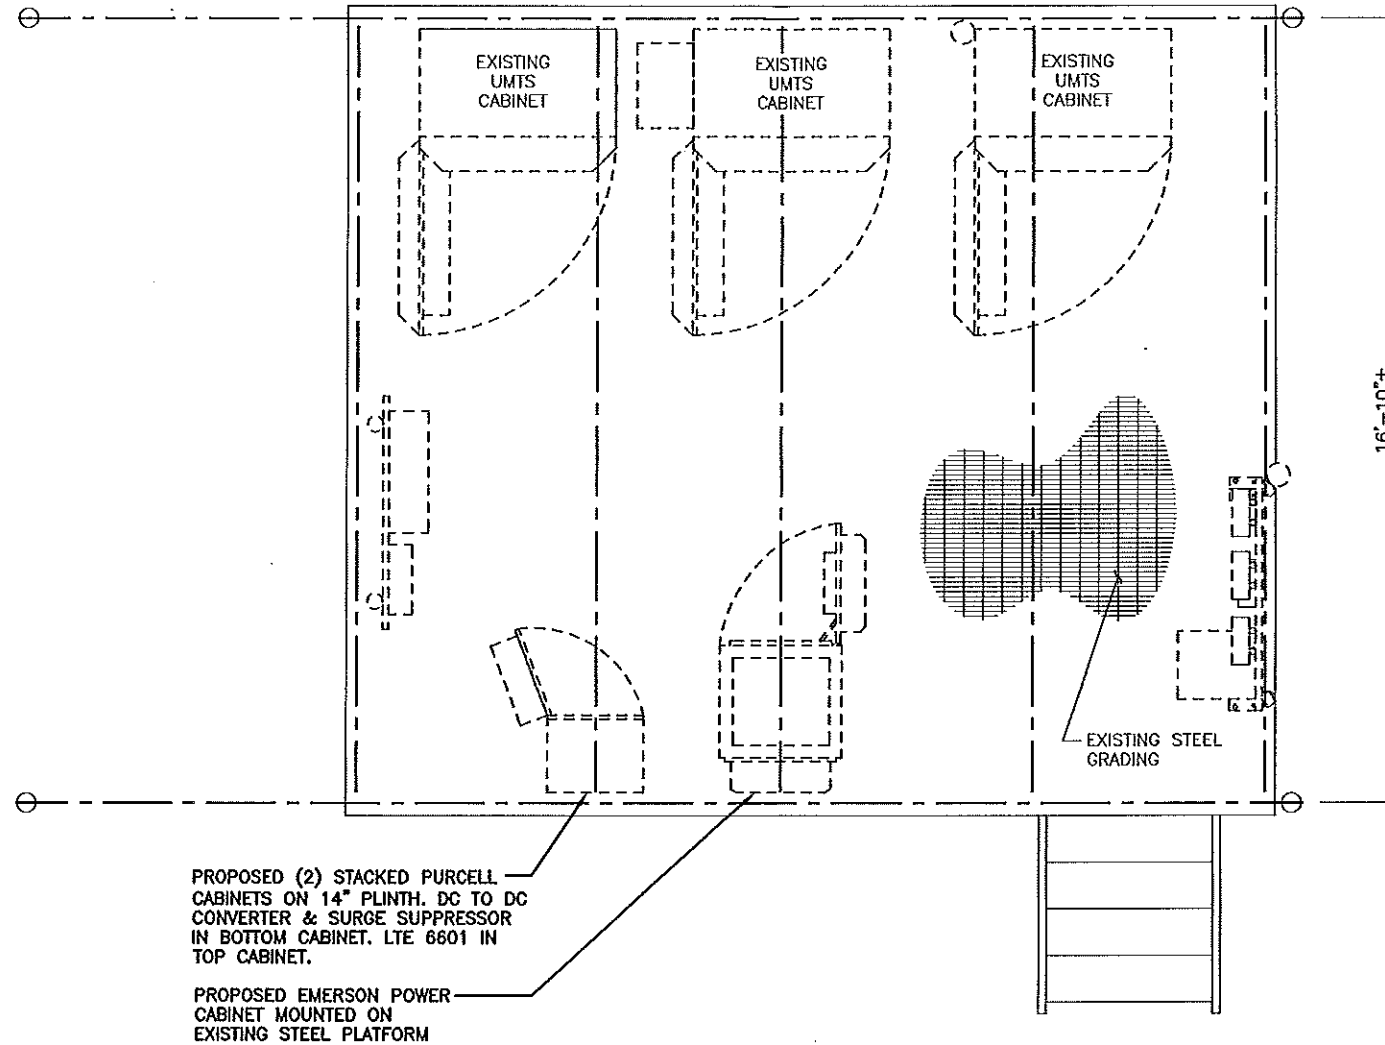 EXISTING
UMTS
CABINET
EXISTING
UMTS
CABINET
EXISTING
UMTS
CABINET
16'-10"±
EXISTING STEEL
GRADING
PROPOSED (2) STACKED PURCELL
CABINETS ON 14" PLINTH. DC TO DC
CONVERTER & SURGE SUPPRESSOR
IN BOTTOM CABINET. LTE 6601 IN
TOP CABINET.
PROPOSED EMERSON POWER
CABINET MOUNTED ON
EXISTING STEEL PLATFORM